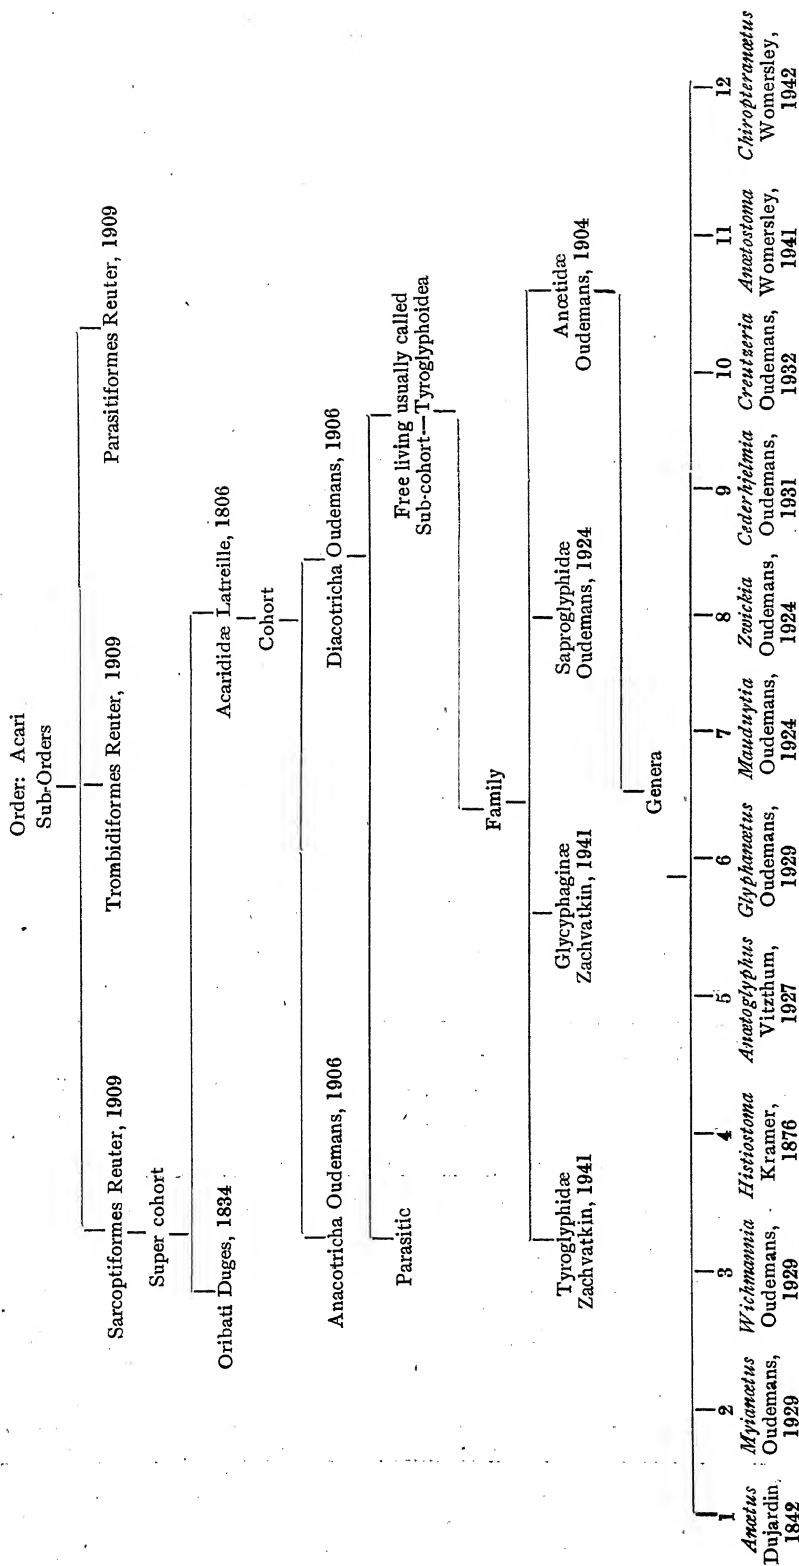 Order: Acari
Sub-Orders
Sarcoptiformes Reuter, 1909
Trombidiformes Reuter, 1909
Parasitiformes Reuter, 1909
Super cohort
Oribati Duges, 1834
Acarididæ Latreille, 1806
Cohort
Anacotricha Oudemans, 1906
Diacotricha Oudemans, 1906
Parasitic
Free living usually called
Sub-cohort—Tyroglyphoidea
Family
Tyroglyphidæ
Zachvatkin, 1941
Glycyphaginæ
Zachvatkin, 1941
Saproglyphidæ
Oudemans, 1924
Anœtidæ
Oudemans, 1904
Genera
1
Anœtus
Dujardin,
1842
2
Myianœtus
Oudemans,
1929
3
Wichmannia
Oudemans,
1929
4
Histiostoma
Kramer,
1876
5
Anœtoglyphus
Vitzthum,
1927
6
Glyphanœtus
Oudemans,
1929
7
Mauduytia
Oudemans,
1924
8
Zwickia
Oudemans,
1924
9
Cederhjelmia
Oudemans,
1931
10
Creutzeria
Oudemans,
1932
11
Anœtostoma
Womersley,
1941
12
Chiropteranœtus
Womersley,
1942